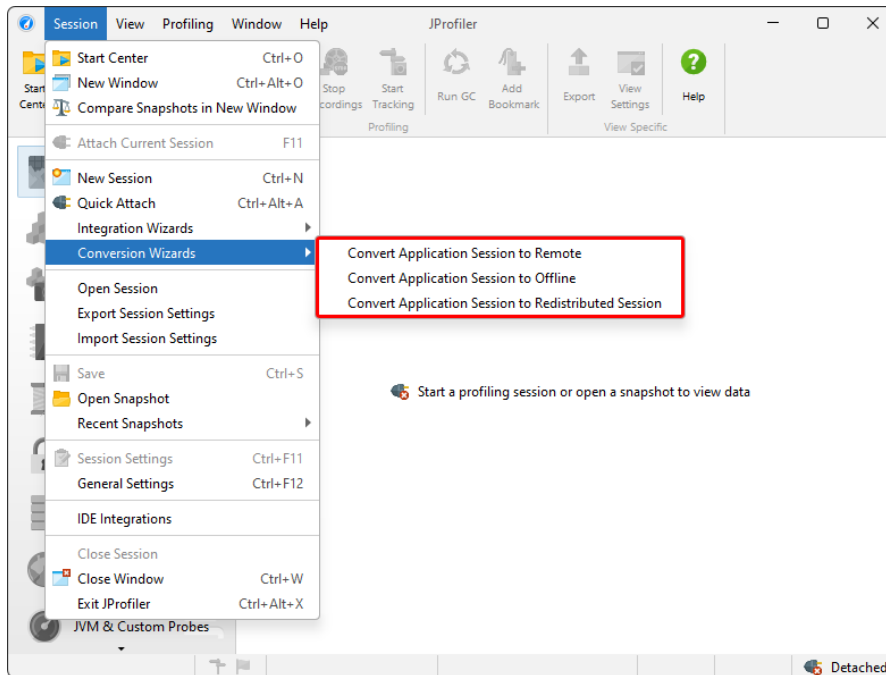 Session View Profiling Window Help JProfiler
Start Center Ctrl+O
New Window Ctrl+Alt+O
Compare Snapshots in New Window
Attach Current Session F11
New Session Ctrl+N
Quick Attach Ctrl+Alt+A
Integration Wizards
Conversion Wizards
Open Session
Export Session Settings
Import Session Settings
Save Ctrl+S
Open Snapshot
Recent Snapshots
Session Settings Ctrl+F11
General Settings Ctrl+F12
IDE Integrations
Close Session
Close Window Ctrl+W
Exit JProfiler Ctrl+Alt+X
Convert Application Session to Remote
Convert Application Session to Offline
Convert Application Session to Redistributed Session
Start
Cente
Stop
cordings
Start
Tracking
Run GC
Add
Bookmark
Export
View
Settings
Help
Profiling
View Specific
Start a profiling session or open a snapshot to view data
JVM & Custom Probes
Detached